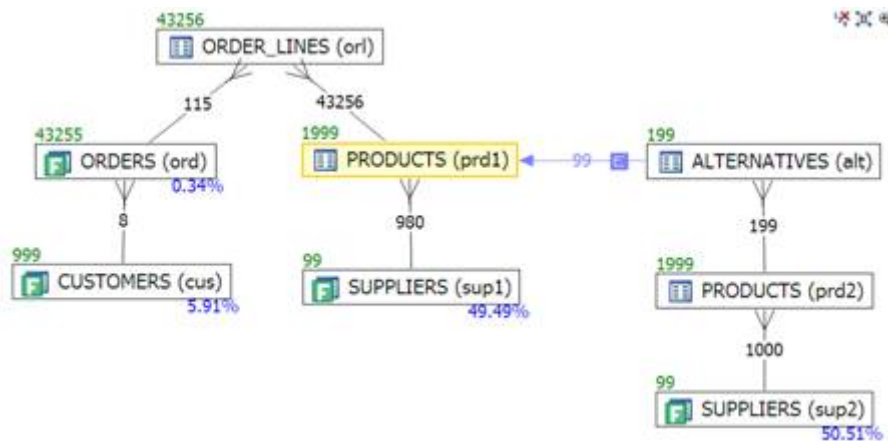 43256
ORDER_LINES (orl)
115
43256
43255
ORDERS (ord)
0.34%
1999
PRODUCTS (prd1)
99
199
ALTERNATIVES (alt)
8
980
199
999
CUSTOMERS (cus)
5.91%
99
SUPPLIERS (sup1)
49.49%
1999
PRODUCTS (prd2)
1000
99
SUPPLIERS (sup2)
50.51%